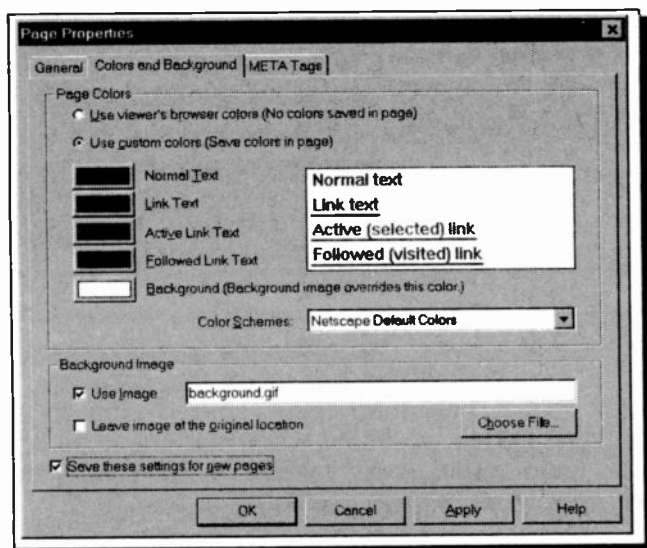 Page Properties
General Colors and Background META Tags
Page Colors
Use viewer's browser colors (No colors saved in page)
Use custom colors (Save colors in page)
Normal Text
Link Text
Active Link Text
Followed Link Text
Normal text
Link text
Active (selected) link
Followed (visited) link
Background (Background image overrides this color.)
Color Schemes: Netscape Default Colors
Background Image
Use Image background.gif
Leave image at the original location
Choose File...
Save these settings for new pages
OK Cancel Apply Help